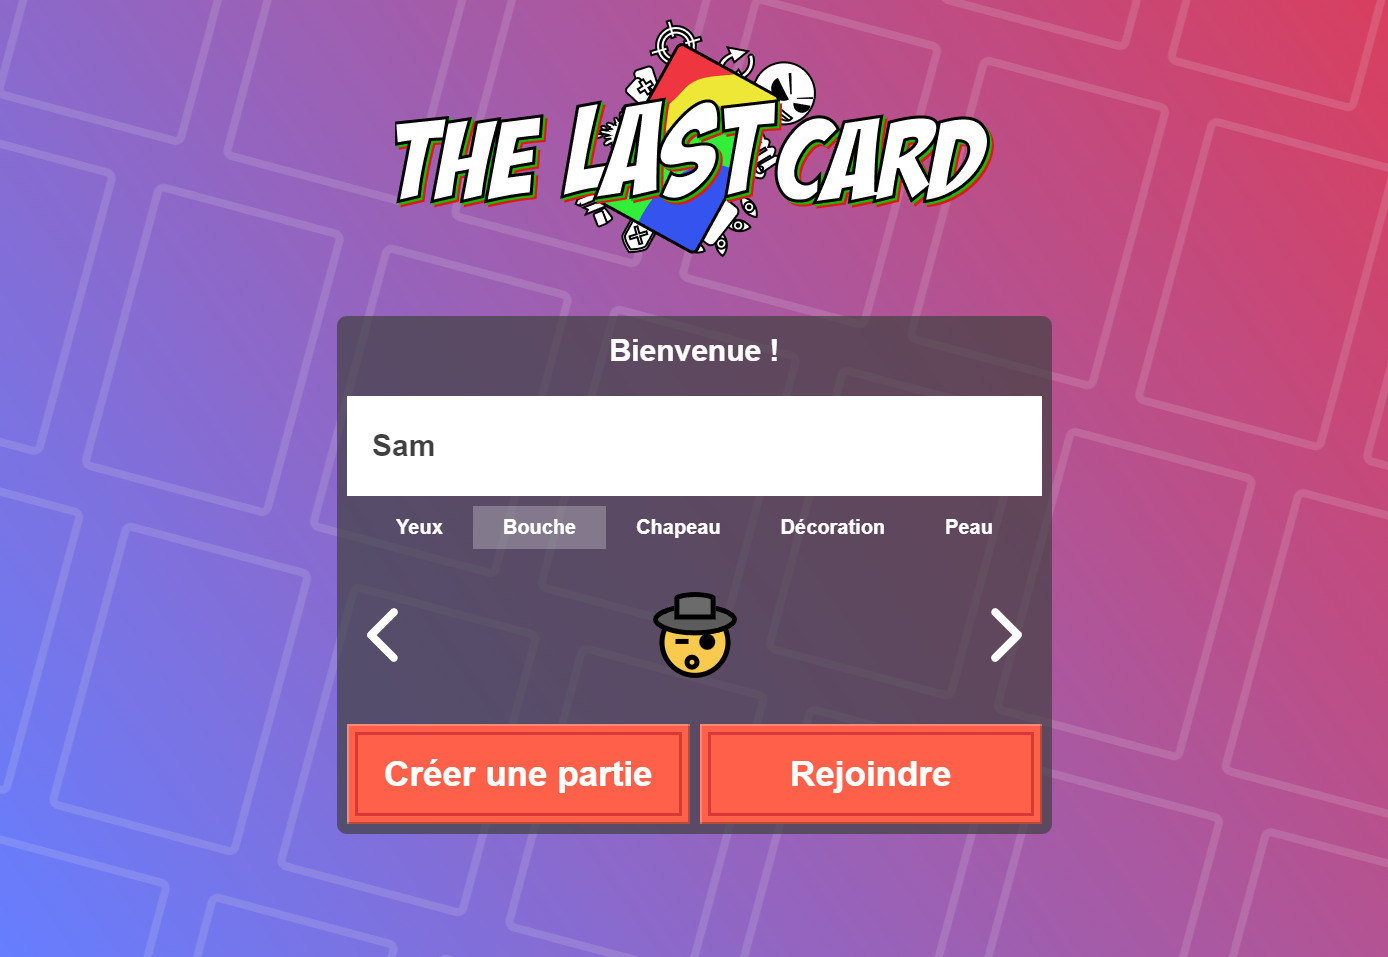 THE LAST CARD
Bienvenue !
Sam
Yeux Bouche Chapeau Décoration Peau
Créer une partie Rejoindre